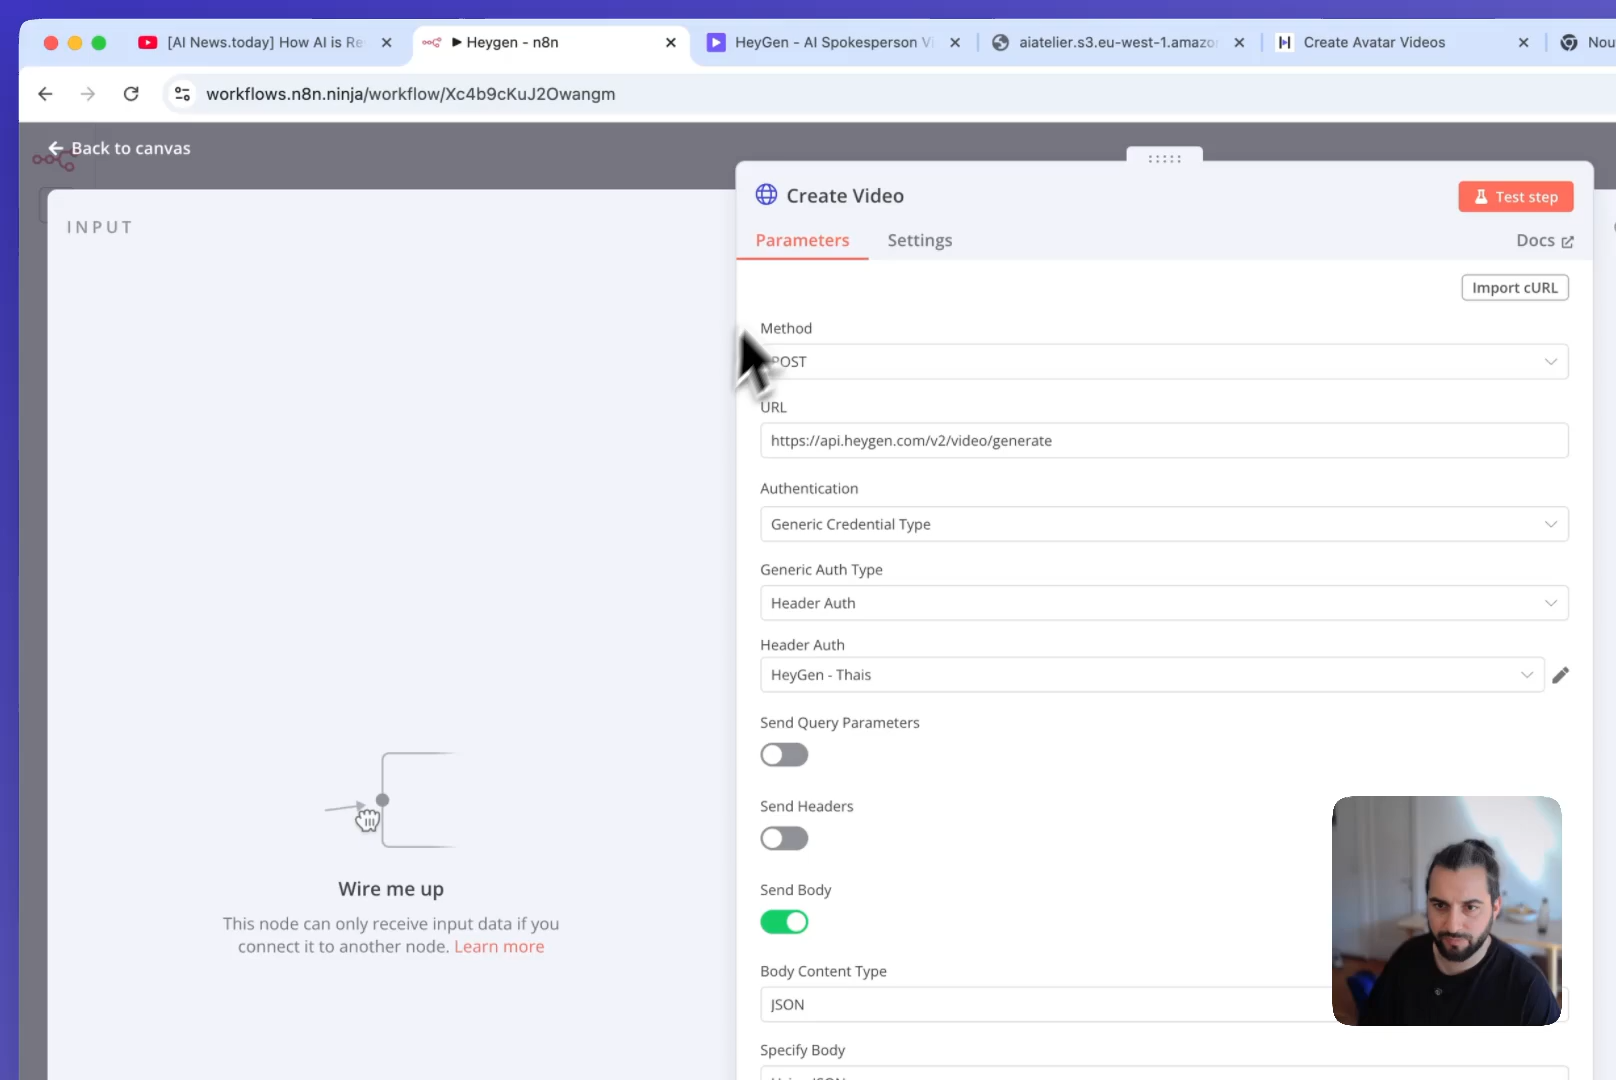 [AI News.today] How AI is Re
▶ Heygen - n8n
HeyGen - AI Spokesperson Vi
aiatelier.s3.eu-west-1.amazo
Create Avatar Videos
Nou
workflows.n8n.ninja/workflow/Xc4b9cKuJ2Owangm
Back to canvas
INPUT
Create Video
Test step
Parameters
Settings
Docs
Import cURL
Method
POST
URL
https://api.heygen.com/v2/video/generate
Authentication
Generic Credential Type
Generic Auth Type
Header Auth
Header Auth
HeyGen - Thais
Send Query Parameters
Send Headers
Send Body
Body Content Type
JSON
Specify Body
Wire me up
This node can only receive input data if you
connect it to another node. Learn more